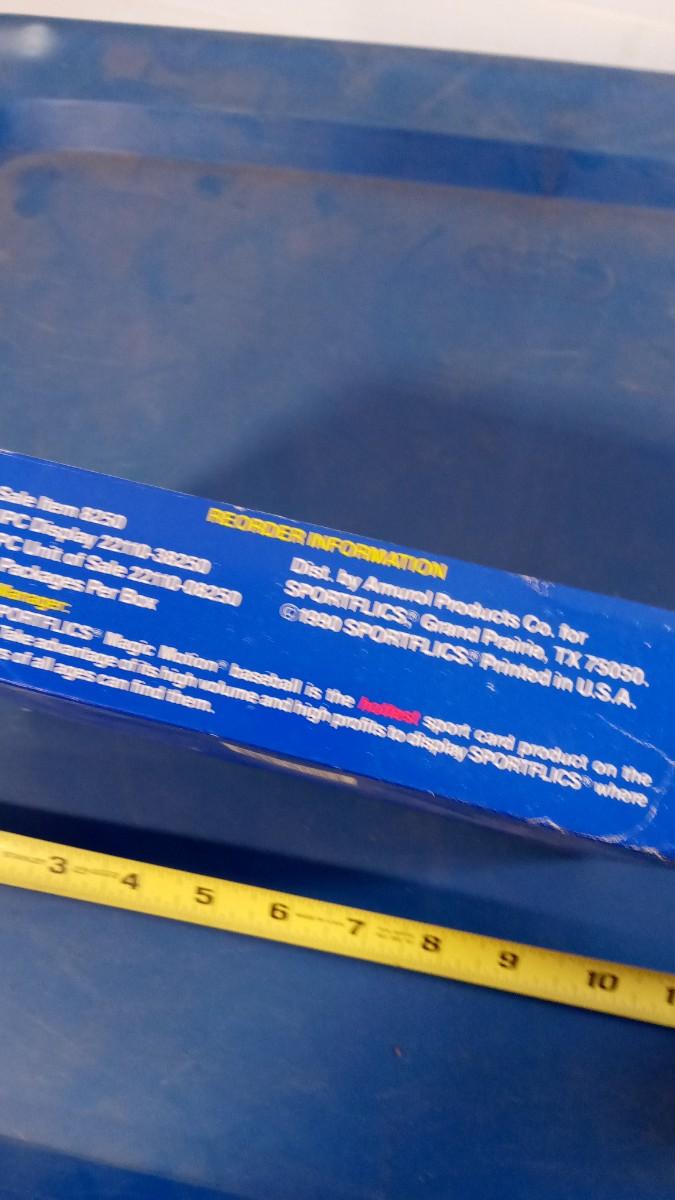 REORDER INFORMATION
Sale Item 8250
PC Display 22110-38250
PC Unit of Sale 22110-08250
Packages Per Box
Dist. by Amurol Products Co. for
SPORTFLICS® Grand Prairie, TX 75050.
©1990 SPORTFLICS® Printed in U.S.A.
Manager:
SPORTFLICS® Magic Motion® baseball is the hottest sport card product on the
Take advantage of its high volume and high profits to display SPORTFLICS® where
of all ages can find them.
3 4 5 6 7 8 9 10